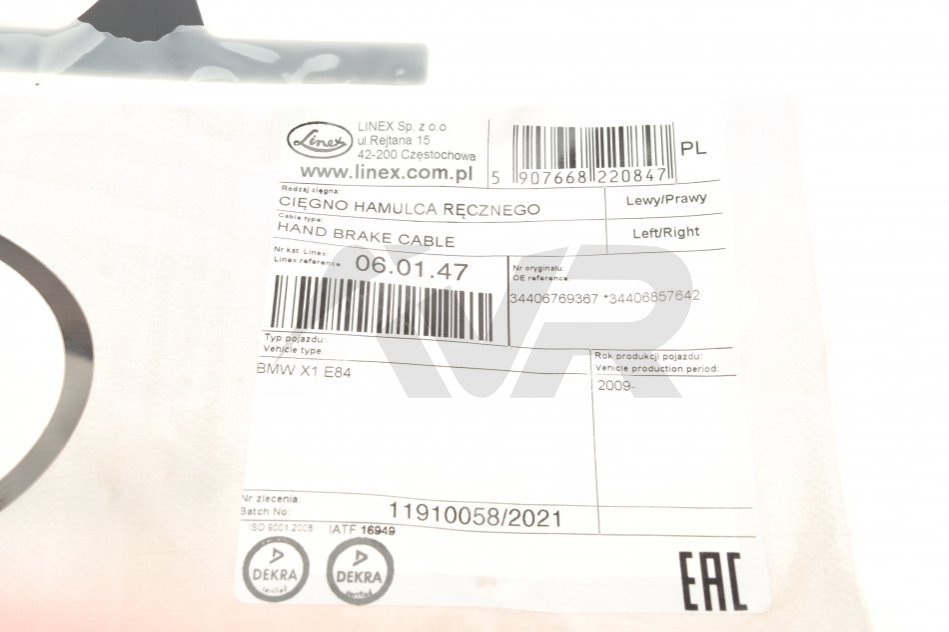 Linex
LINEX Sp. z o.o
ul.Rejtana 15
42-200 Częstochowa
www.linex.com.pl
5 907668 220847
PL
Rodzaj cięgna:
CIĘGNO HAMULCA RĘCZNEGO
Lewy/Prawy
Cable type:
HAND BRAKE CABLE
Left/Right
Nr kat. Linex
Linex reference
06.01.47
Nr oryginału:
OE reference:
34406769367 *34406857642
Typ pojazdu:
Vehicle type
BMW X1 E84
Rok produkcji pojazdu:
Vehicle production period:
2009-
Nr zlecenia:
Batch No:
11910058/2021
ISO 9001:2008
IATF 16949
DEKRA
DEKRA
EAC